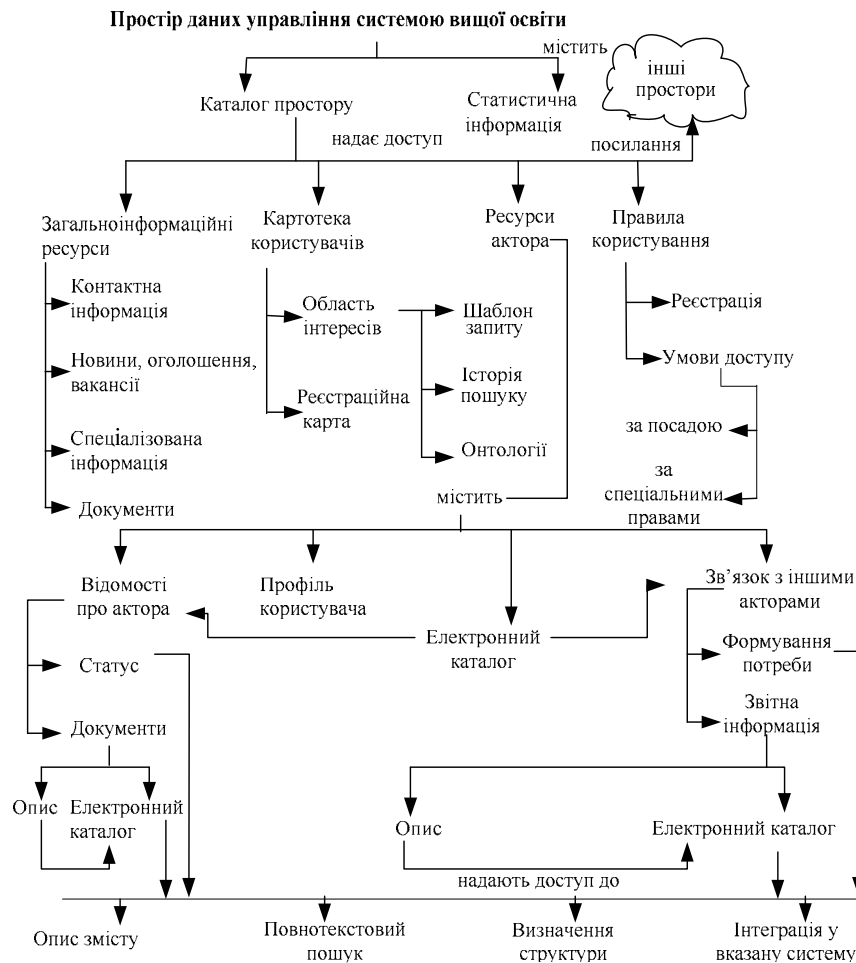 Простір даних управління системою вищої освіти
містить
інші
простори
Каталог простору
Статистична
інформація
надає доступ
посилання
Загальноінформаційні
ресурси
Картотека
користувачів
Ресурси
актора
Правила
користування
Контактна
інформація
Область
інтересів
Шаблон
запиту
Реєстрація
Новини, оголошення,
вакансії
Історія
пошуку
Умови доступу
Реєстраційна
карта
Спеціалізована
інформація
Онтології
за посадою
за
спеціальними
правами
Документи
містить
Відомості
про актора
Профіль
користувача
Електронний
каталог
Зв’язок з іншими
акторами
Статус
Формування
потреби
Документи
Звітна
інформація
Опис
Електронний
каталог
Опис
Електронний каталог
надають доступ до
Опис змісту
Повнотекстовий
пошук
Визначення
структури
Інтеграція у
вказану систему